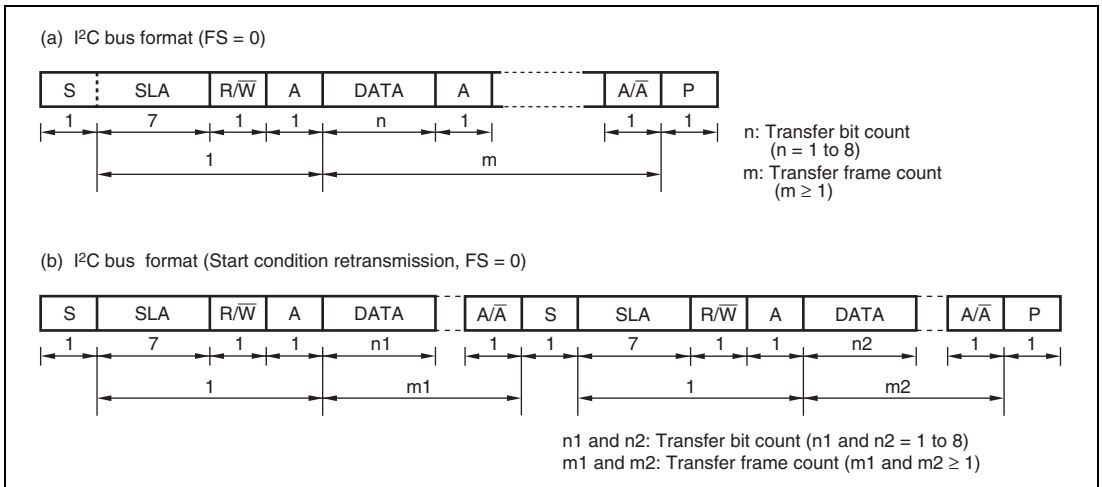 (a) I²C bus format (FS = 0)
S SLA R/W̅ A DATA A A/A̅ P
1 7 1 1 n 1 1 1
1 m
n: Transfer bit count
(n = 1 to 8)
m: Transfer frame count
(m ≥ 1)
(b) I²C bus format (Start condition retransmission, FS = 0)
S SLA R/W̅ A DATA A/A̅ S SLA R/W̅ A DATA A/A̅ P
1 7 1 1 n1 1 1 7 1 1 n2 1 1
1 m1 1 m2
n1 and n2: Transfer bit count (n1 and n2 = 1 to 8)
m1 and m2: Transfer frame count (m1 and m2 ≥ 1)